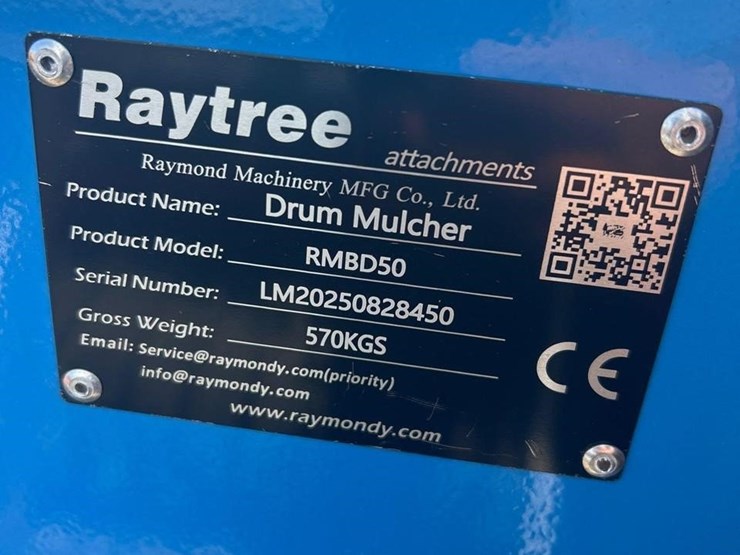 Raytree
attachments
Raymond Machinery MFG Co., Ltd.
Product Name: Drum Mulcher
Product Model: RMBD50
Serial Number: LM20250828450
Gross Weight: 570KGS
Email: Service@raymondy.com(priority)
info@raymondy.com
www.raymondy.com
CE